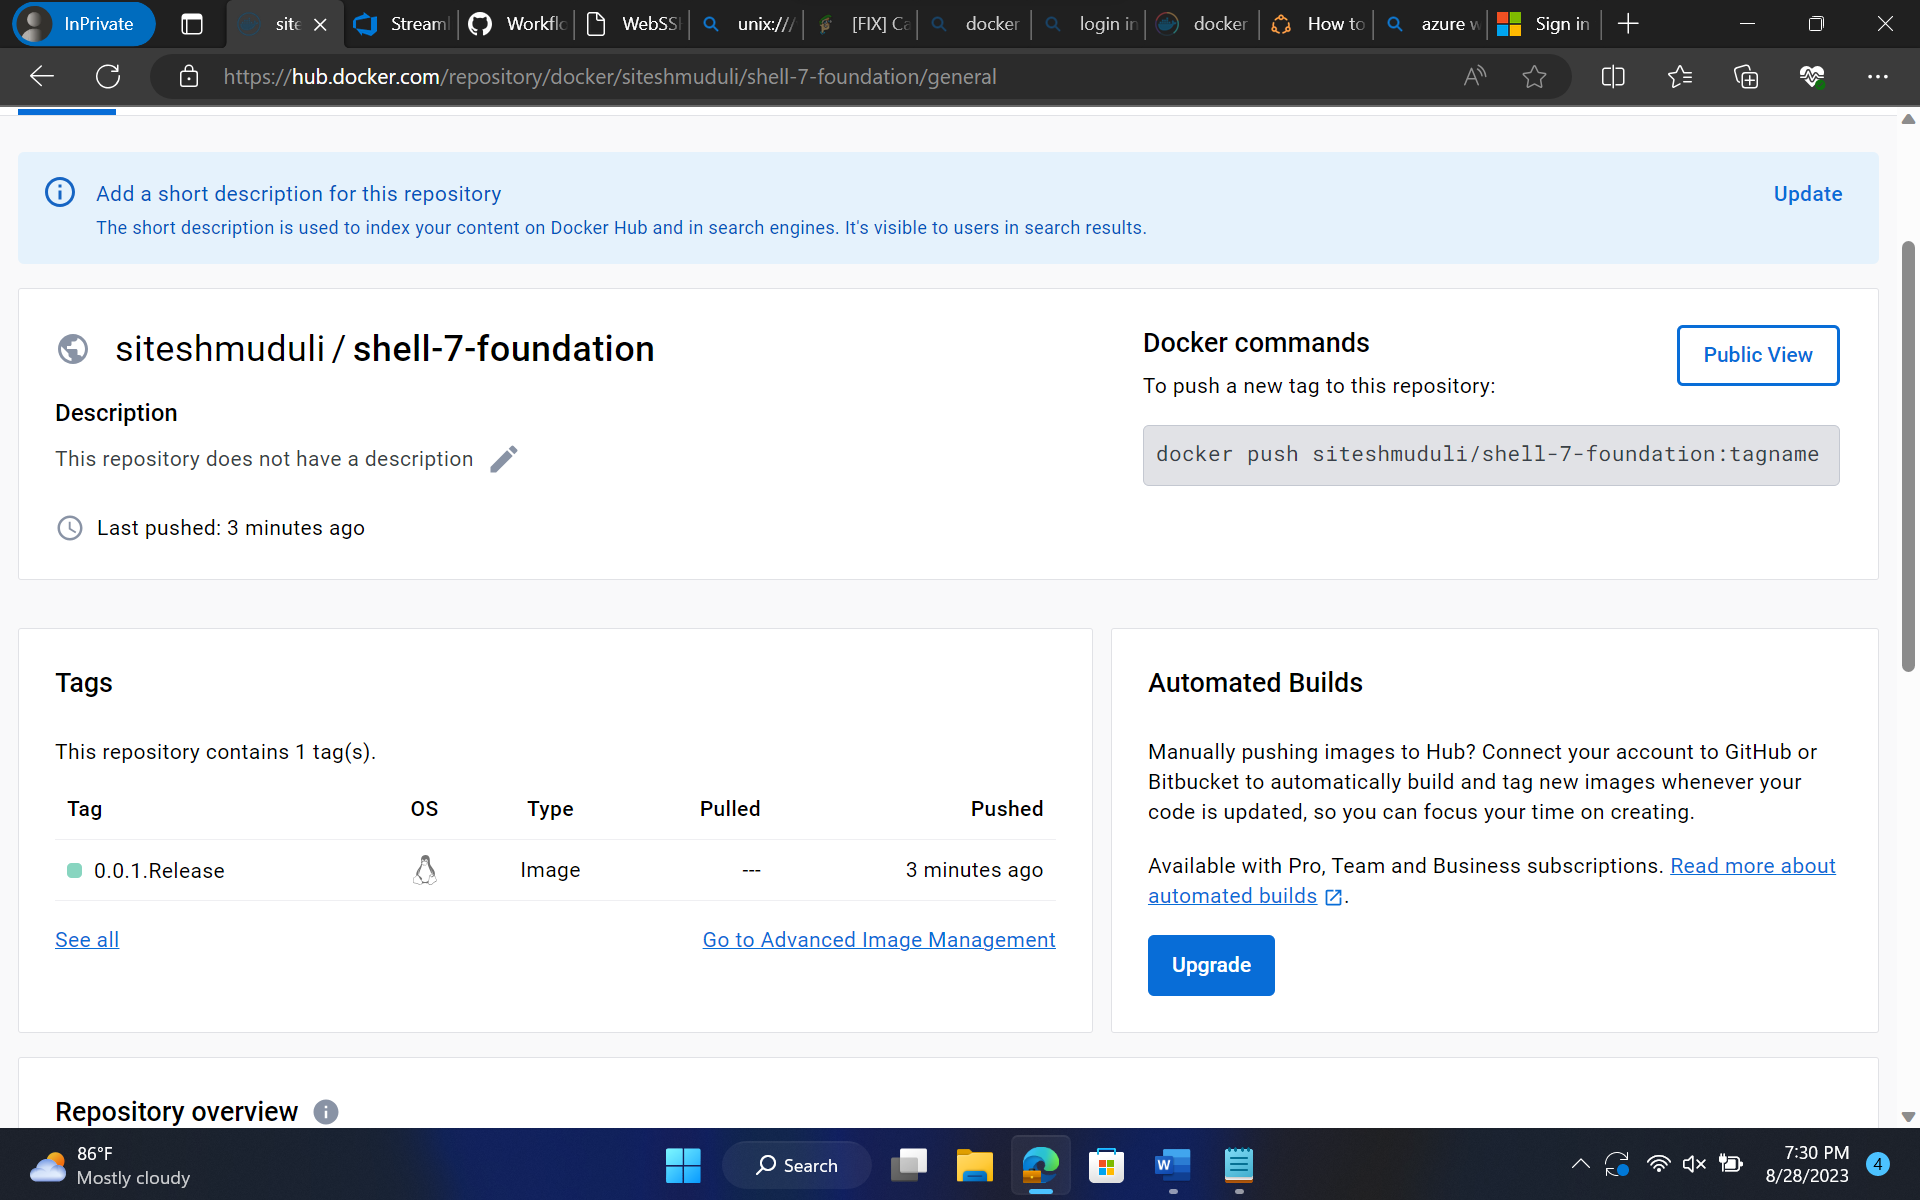 InPrivate
site
Streaml
Workflo
WebSSH
unix:///
[FIX] Ca
docker
login in
docker
How to
azure w
Sign in
https://hub.docker.com/repository/docker/siteshmuduli/shell-7-foundation/general
Add a short description for this repository
Update
The short description is used to index your content on Docker Hub and in search engines. It's visible to users in search results.
siteshmuduli / shell-7-foundation
Description
This repository does not have a description
Last pushed: 3 minutes ago
Docker commands
Public View
To push a new tag to this repository:
docker push siteshmuduli/shell-7-foundation:tagname
Tags
This repository contains 1 tag(s).
Tag OS Type Pulled Pushed
0.0.1.Release Image --- 3 minutes ago
See all
Go to Advanced Image Management
Automated Builds
Manually pushing images to Hub? Connect your account to GitHub or
Bitbucket to automatically build and tag new images whenever your
code is updated, so you can focus your time on creating.
Available with Pro, Team and Business subscriptions. Read more about
automated builds .
Upgrade
Repository overview
86°F
Mostly cloudy
Search
7:30 PM
8/28/2023
4